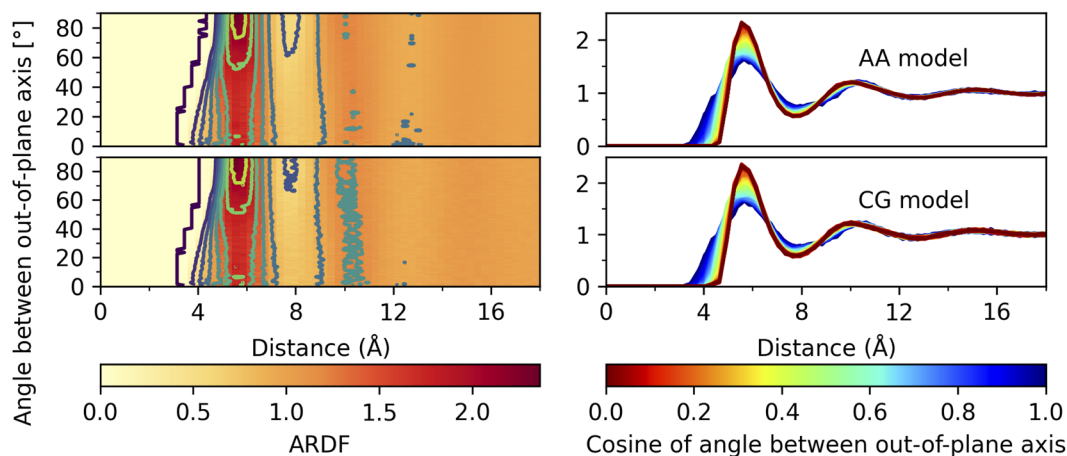 Angle between out-of-plane axis [°]
80
60
40
20
0
80
60
40
20
0
0 4 8 12 16
Distance (Å)
0.0 0.5 1.0 1.5 2.0
ARDF
2
1
0
AA model
2
1
0
CG model
0 4 8 12 16
Distance (Å)
0.0 0.2 0.4 0.6 0.8 1.0
Cosine of angle between out-of-plane axis